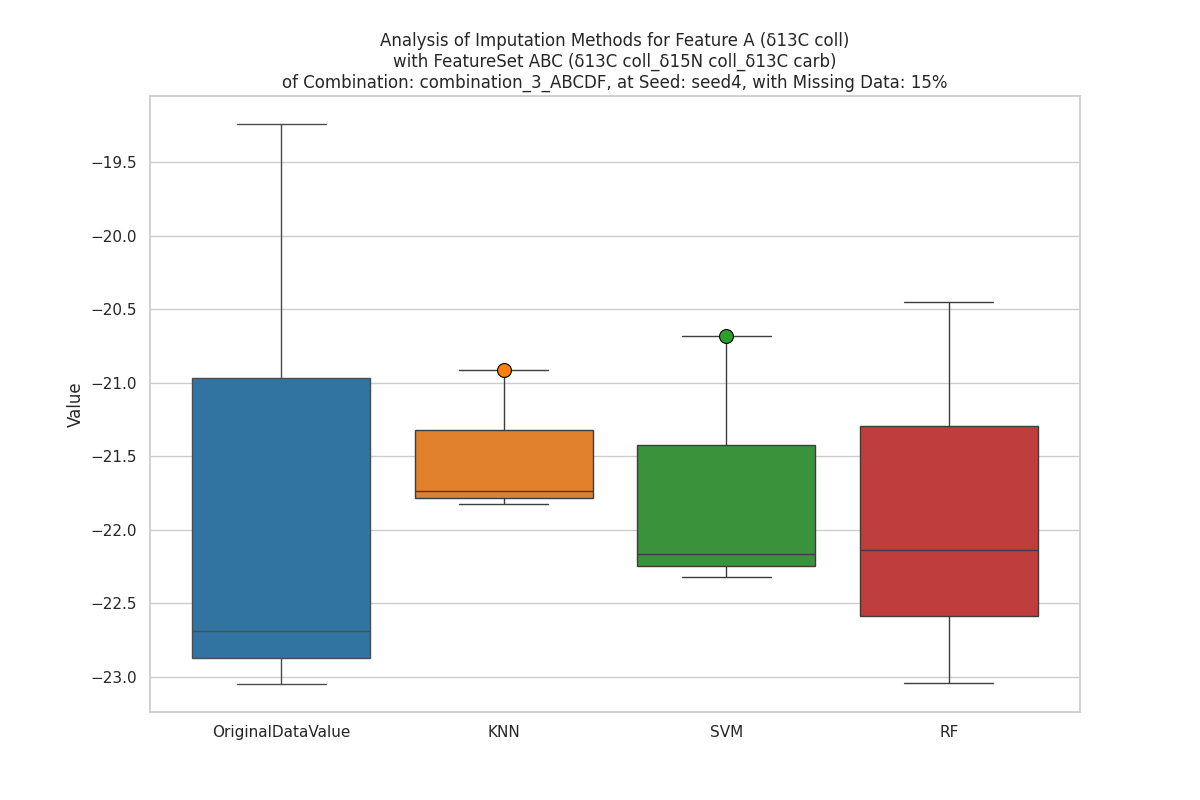 Analysis of Imputation Methods for Feature A (δ13C coll)
with FeatureSet ABC (δ13C coll_δ15N coll_δ13C carb)
of Combination: combination_3_ABCDF, at Seed: seed4, with Missing Data: 15%
Value
−19.5
−20.0
−20.5
−21.0
−21.5
−22.0
−22.5
−23.0
OriginalDataValue
KNN
SVM
RF